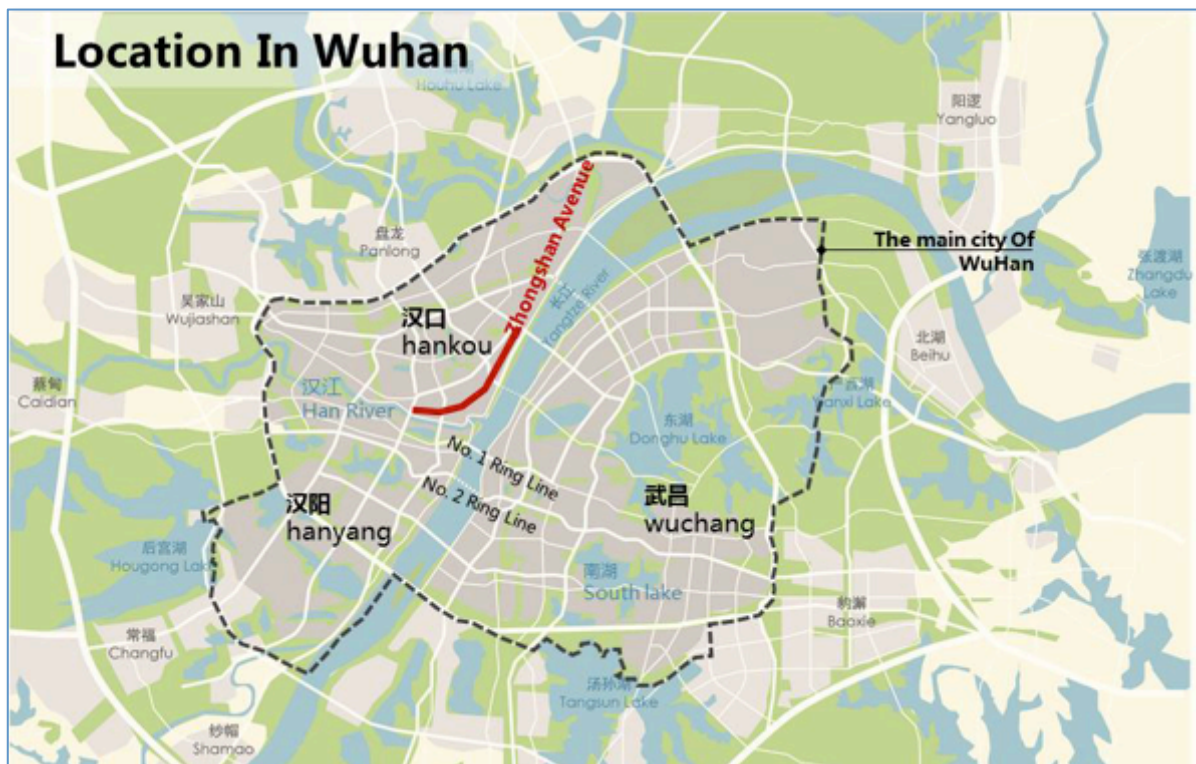 Location In Wuhan
Houhu Lake
阳逻
Yangluo
Zhongshan Avenue
盘龙
Panlong
The main city Of
WuHan
张渡湖
Zhangdu
Lake
吴家山
Wujiashan
长江
Yangtze River
汉口
hankou
北湖
Beihu
蔡甸
Caidian
汉江
Han River
东湖
Donghu Lake
Yanxi Lake
No. 1 Ring Line
No. 2 Ring Line
汉阳
hanyang
武昌
wuchang
后宫湖
Hougong Lake
南湖
South lake
豹澥
Baoxie
常福
Changfu
汤孙湖
Tangsun Lake
纱帽
Shamao